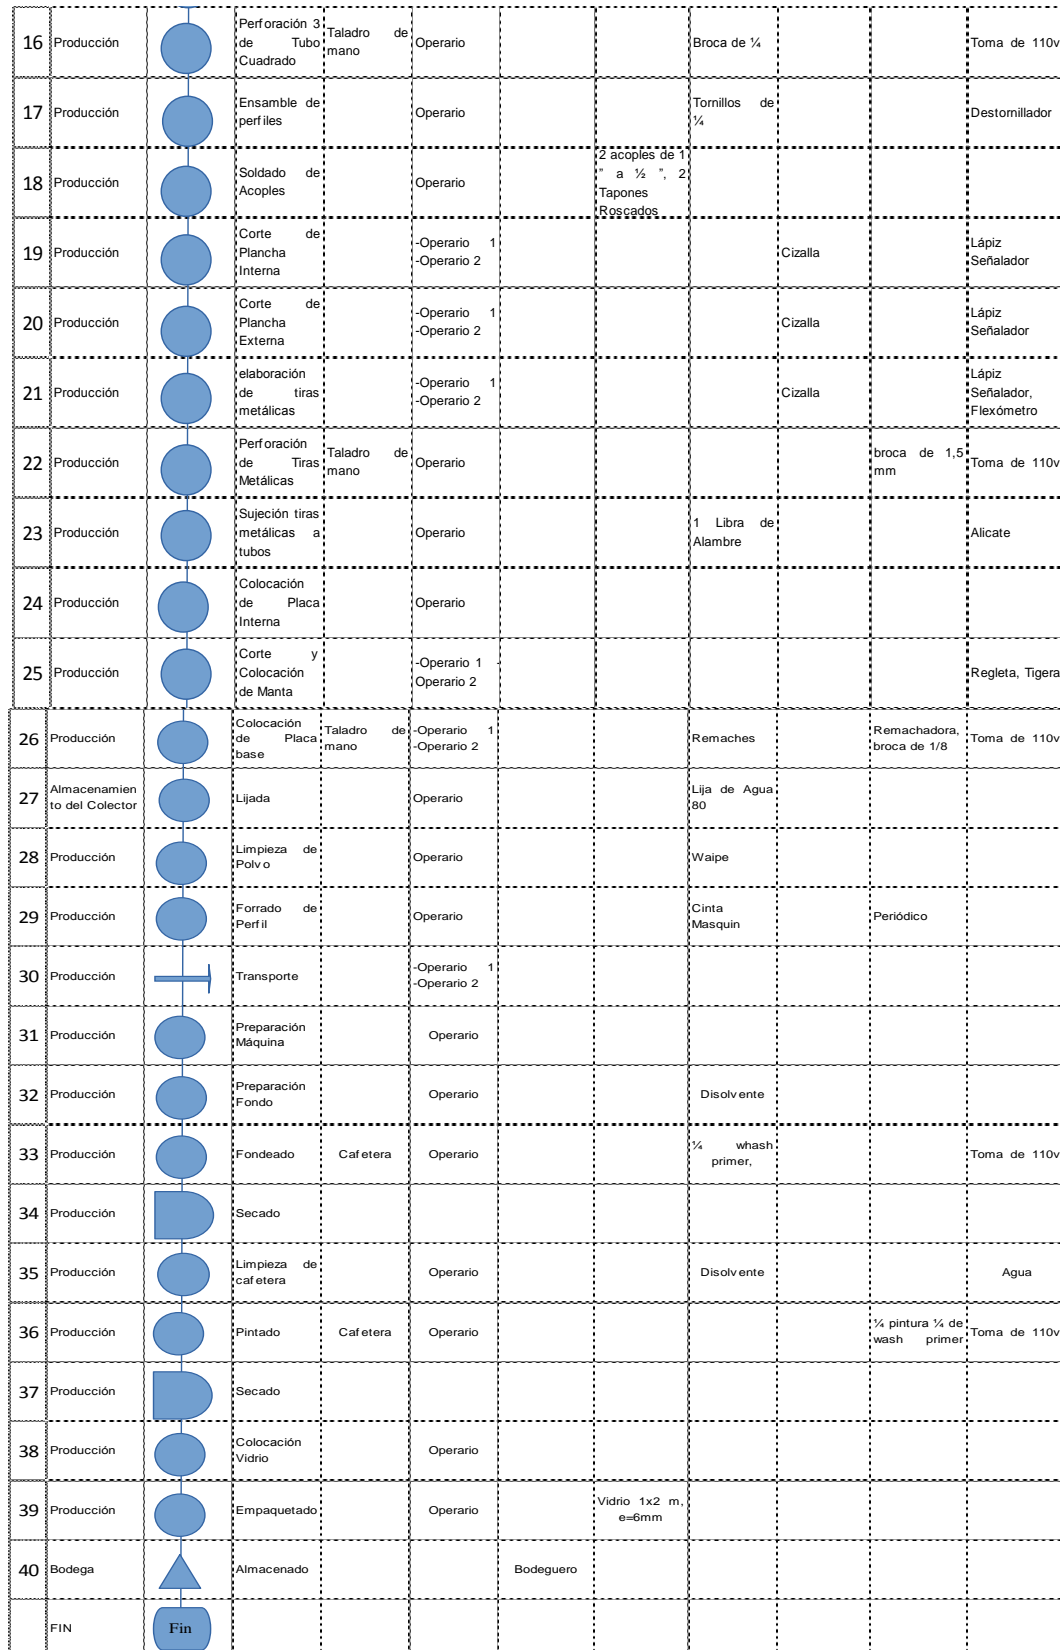 16 Producción Perforación 3 de Tubo Cuadrado Taladro de mano Operario Broca de ¼ Toma de 110v
17 Producción Ensamble de perfiles Operario Tornillos de ¼ Destornillador
18 Producción Soldado de Acoples Operario 2 acoples de 1 " a ½ ", 2 Tapones Roscados
19 Producción Corte de Plancha Interna -Operario 1 -Operario 2 Cizalla Lápiz Señalador
20 Producción Corte de Plancha Externa -Operario 1 -Operario 2 Cizalla Lápiz Señalador
21 Producción elaboración de tiras metálicas -Operario 1 -Operario 2 Cizalla Lápiz Señalador, Flexómetro
22 Producción Perforación de Tiras Metálicas Taladro de mano Operario broca de 1,5 mm Toma de 110v
23 Producción Sujeción tiras metálicas a tubos Operario 1 Libra de Alambre Alicate
24 Producción Colocación de Placa Interna Operario
25 Producción Corte y Colocación de Manta -Operario 1 - Operario 2 Regleta, Tigera
26 Producción Colocación de Placa base Taladro de mano -Operario 1 -Operario 2 Remaches Remachadora, broca de 1/8 Toma de 110v
27 Almacenamiento del Colector Lijada Operario Lija de Agua 80
28 Producción Limpieza de Polvo Operario Waipe
29 Producción Forrado de Perfil Operario Cinta Masquin Periódico
30 Producción Transporte -Operario 1 -Operario 2
31 Producción Preparación Máquina Operario
32 Producción Preparación Fondo Operario Disolvente
33 Producción Fondeado Cafetera Operario ¼ whash primer, Toma de 110v
34 Producción Secado
35 Producción Limpieza de cafetera Operario Disolvente Agua
36 Producción Pintado Cafetera Operario ¼ pintura ¼ de wash primer Toma de 110v
37 Producción Secado
38 Producción Colocación Vidrio Operario
39 Producción Empaquetado Operario Vidrio 1x2 m, e=6mm
40 Bodega Almacenado Bodeguero
FIN Fin